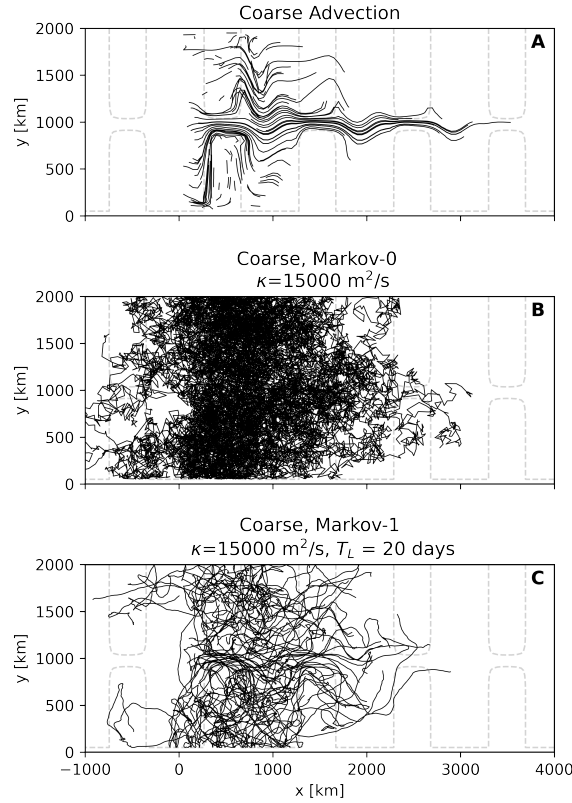 Coarse Advection
A
2000
1500
1000
500
0
y [km]
Coarse, Markov-0
κ=15000 m²/s
B
2000
1500
1000
500
0
y [km]
Coarse, Markov-1
κ=15000 m²/s, T_L = 20 days
C
2000
1500
1000
500
0
y [km]
−1000 0 1000 2000 3000 4000
x [km]